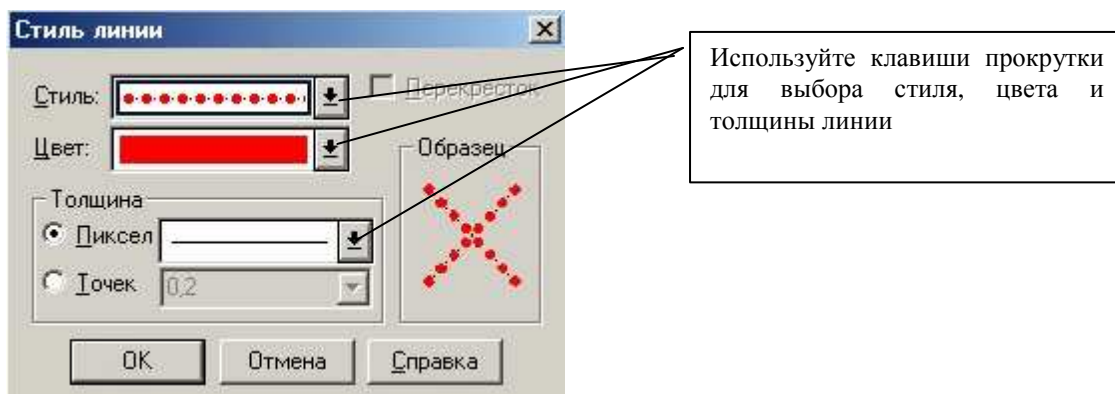 Стиль линии
Стиль:
Перекресток
Цвет:
Образец
Толщина
Пиксел
Точек
0,2
ОК
Отмена
Справка
Используйте клавиши прокрутки
для выбора стиля, цвета и
толщины линии